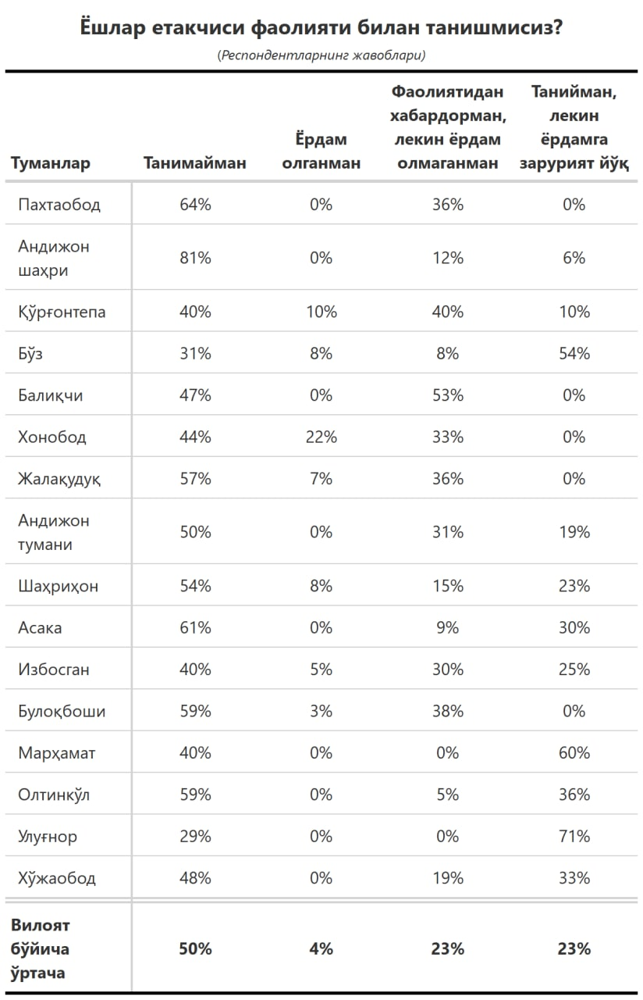 Ёшлар етакчиси фаолияти билан танишмисиз?
(Респондентларнинг жавоблари)
Туманлар Танимайман Ёрдам олганман Фаолиятидан хабардорман, лекин ёрдам олмаганман Танийман, лекин ёрдамга зарурият йўқ
Пахтаобод 64% 0% 36% 0%
Андижон шаҳри 81% 0% 12% 6%
Қўрғонтепа 40% 10% 40% 10%
Бўз 31% 8% 8% 54%
Балиқчи 47% 0% 53% 0%
Хонобод 44% 22% 33% 0%
Жалақудуқ 57% 7% 36% 0%
Андижон тумани 50% 0% 31% 19%
Шаҳриҳон 54% 8% 15% 23%
Асака 61% 0% 9% 30%
Избосган 40% 5% 30% 25%
Булоқбоши 59% 3% 38% 0%
Марҳамат 40% 0% 0% 60%
Олтинкўл 59% 0% 5% 36%
Улуғнор 29% 0% 0% 71%
Хўжаобод 48% 0% 19% 33%
Вилоят бўйича ўртача 50% 4% 23% 23%